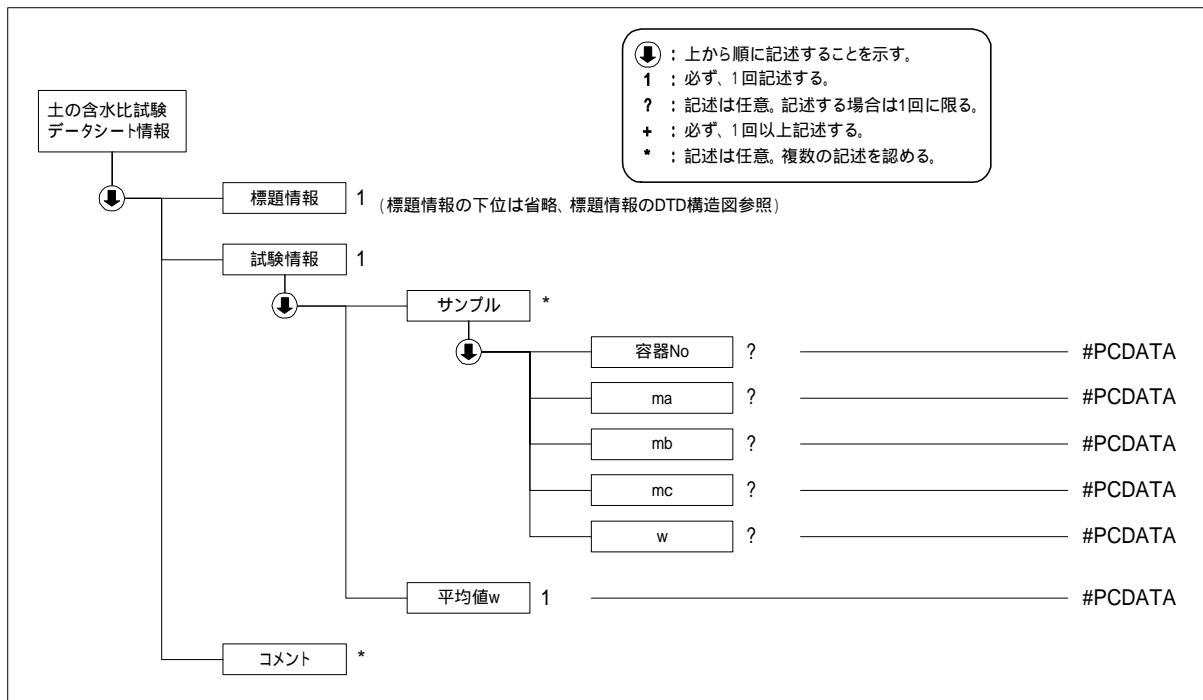 : 上から順に記述することを示す。
1 : 必ず、1回記述する。
? : 記述は任意。記述する場合は1回に限る。
+ : 必ず、1回以上記述する。
* : 記述は任意。複数の記述を認める。
土の含水比試験
データシート情報
標題情報 1 (標題情報の下位は省略、標題情報のDTD構造図参照)
試験情報 1
サンプル *
容器No ? #PCDATA
ma ? #PCDATA
mb ? #PCDATA
mc ? #PCDATA
w ? #PCDATA
平均値w 1 #PCDATA
コメント *